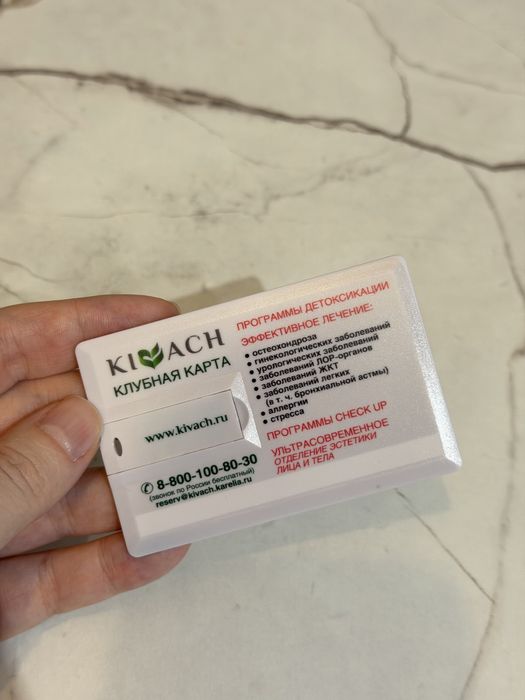 KIVACH
КЛУБНАЯ КАРТА
www.kivach.ru
8-800-100-80-30
(звонок по России бесплатный)
reserv@kivach.karelia.ru
ПРОГРАММЫ ДЕТОКСИКАЦИИ
ЭФФЕКТИВНОЕ ЛЕЧЕНИЕ:
• остеохондроза
• гинекологических заболеваний
• урологических заболеваний
• заболеваний ЛОР-органов
• заболеваний ЖКТ
• заболеваний легких
(в т. ч. бронхиальной астмы)
• аллергии
• стресса
ПРОГРАММЫ CHECK UP
УЛЬТРАСОВРЕМЕННОЕ
ОТДЕЛЕНИЕ ЭСТЕТИКИ
ЛИЦА И ТЕЛА